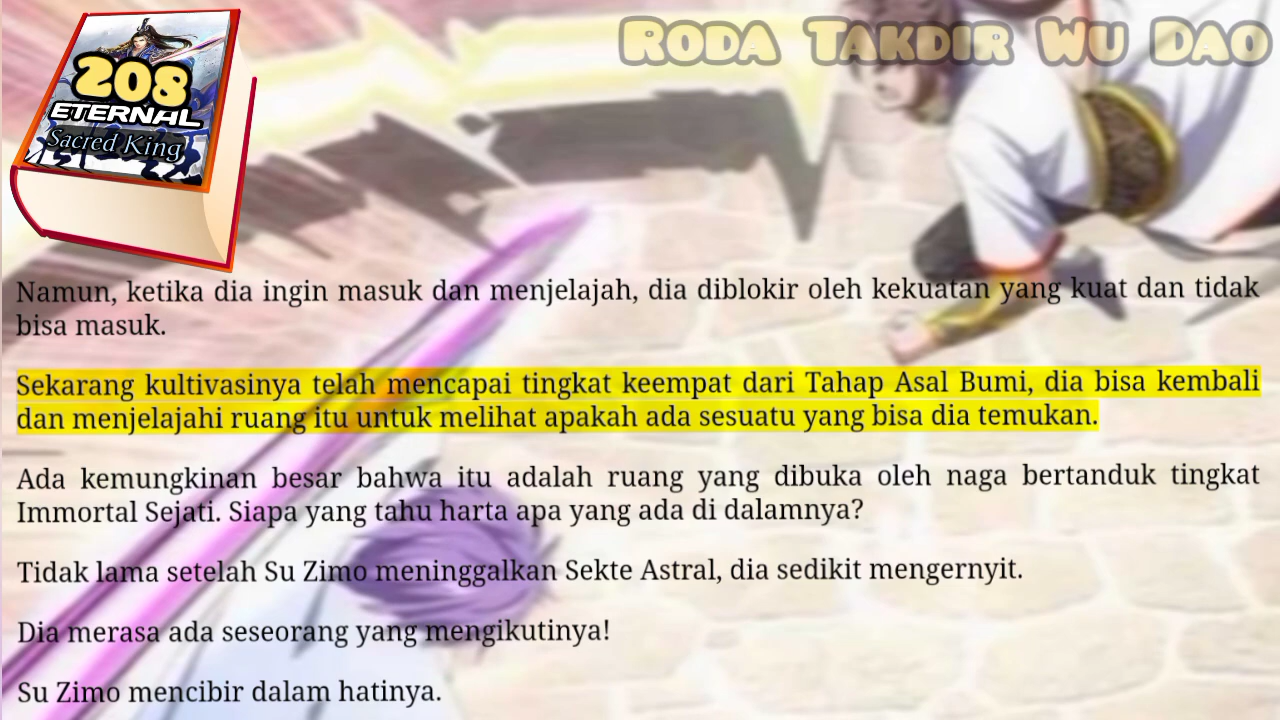 RODA TAKDIR WU DAO
208
ETERNAL
Sacred King
Namun, ketika dia ingin masuk dan menjelajah, dia diblokir oleh kekuatan yang kuat dan tidak
bisa masuk.
Sekarang kultivasinya telah mencapai tingkat keempat dari Tahap Asal Bumi, dia bisa kembali
dan menjelajahi ruang itu untuk melihat apakah ada sesuatu yang bisa dia temukan.
Ada kemungkinan besar bahwa itu adalah ruang yang dibuka oleh naga bertanduk tingkat
Immortal Sejati. Siapa yang tahu harta apa yang ada di dalamnya?
Tidak lama setelah Su Zimo meninggalkan Sekte Astral, dia sedikit mengernyit.
Dia merasa ada seseorang yang mengikutinya!
Su Zimo mencibir dalam hatinya.